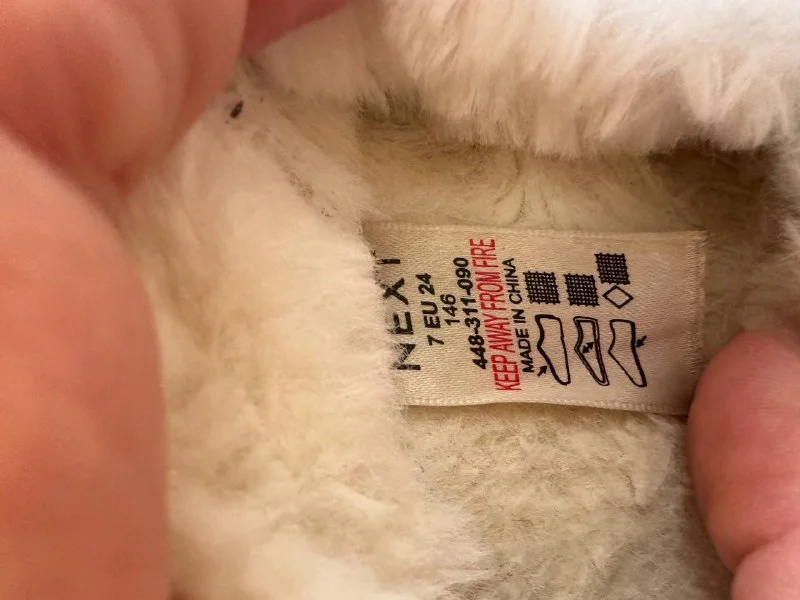 NEXT
7 EU 24
146
448-311-090
KEEP AWAY FROM FIRE
MADE IN CHINA